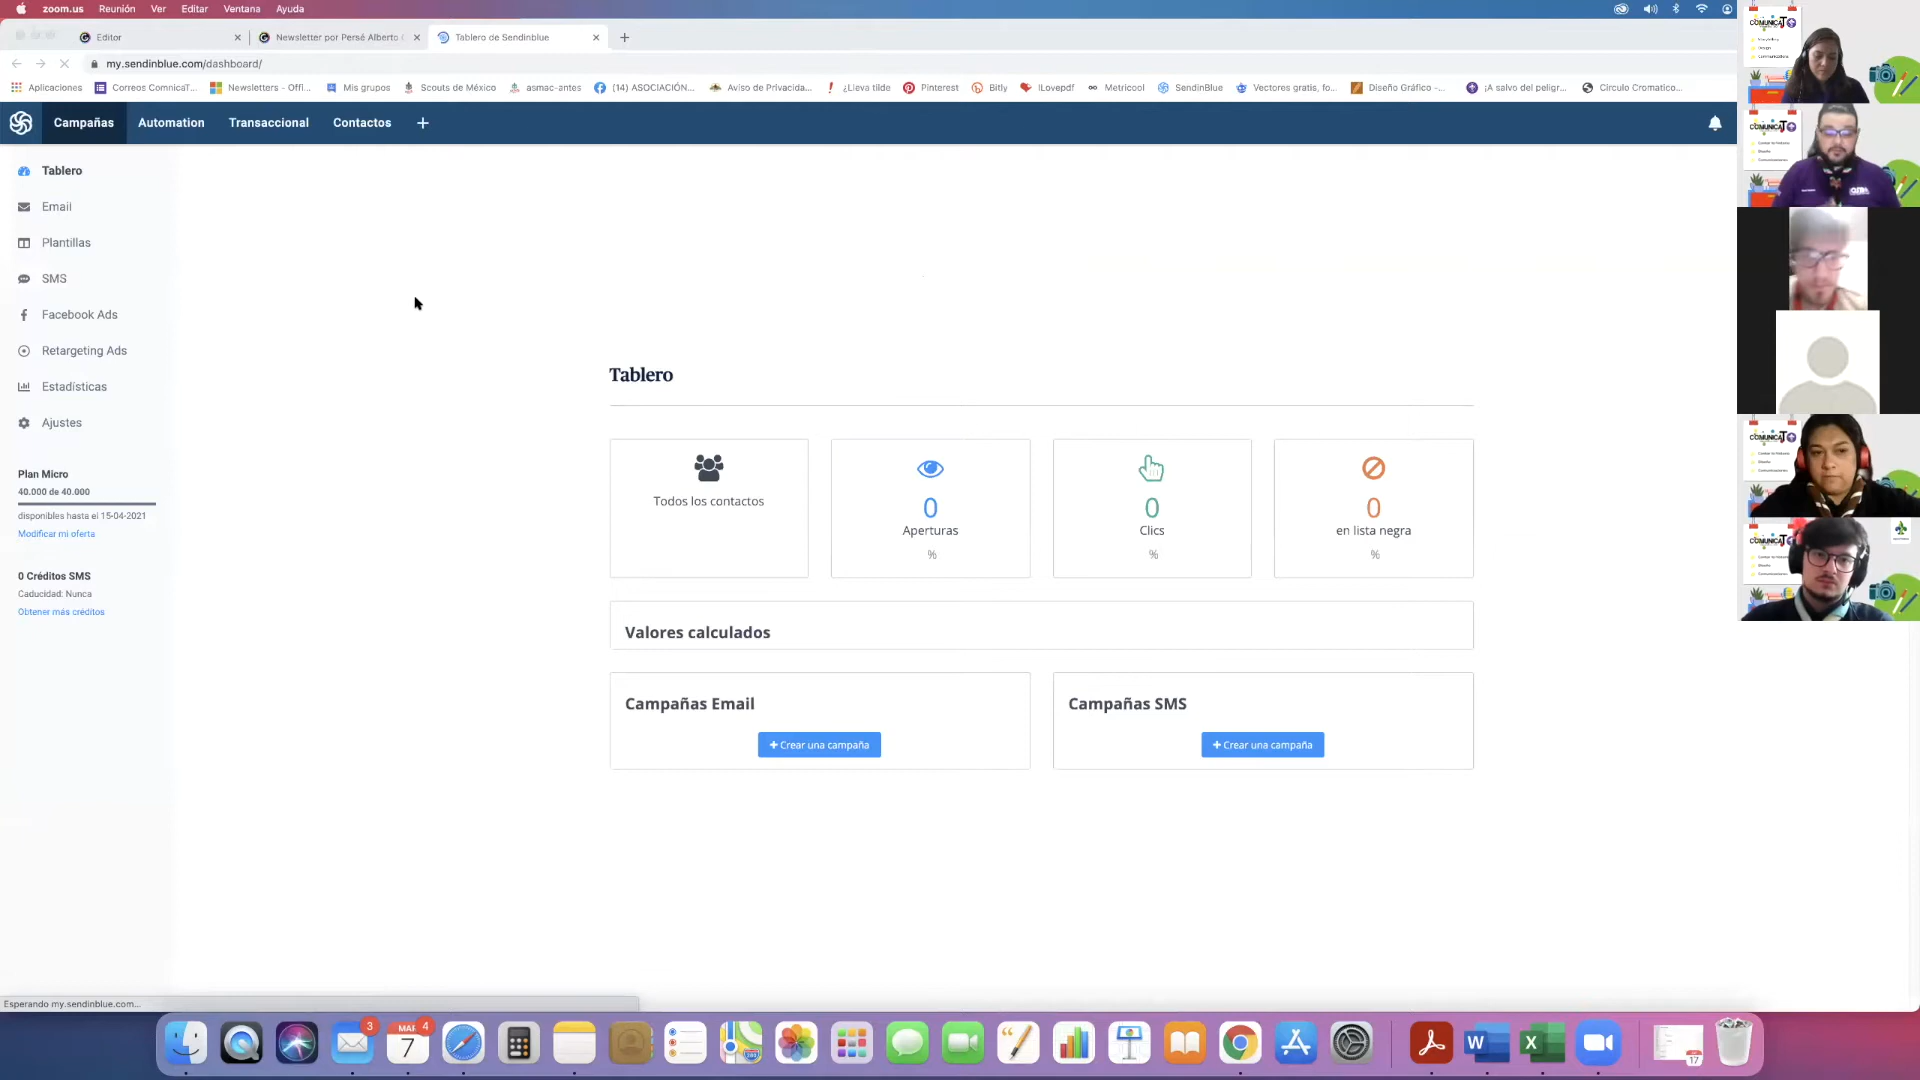 zoom.us Reunión Ver Editar Ventana Ayuda
Editor
Newsletter por Persé Alberto
Tablero de Sendinblue
my.sendinblue.com/dashboard/
Aplicaciones
Correos ComnicaT...
Newsletters - Offi...
Mis grupos
Scouts de México
asmac-antes
(14) ASOCIACIÓN...
Aviso de Privacida...
¿Lleva tilde
Pinterest
Bitly
ILovepdf
Metricool
SendinBlue
Vectores gratis, fo...
Diseño Gráfico -...
¡A salvo del peligr...
Circulo Cromatico...
Campañas
Automation
Transaccional
Contactos
Tablero
Email
Plantillas
SMS
Facebook Ads
Retargeting Ads
Estadísticas
Ajustes
Plan Micro
40.000 de 40.000
disponibles hasta el 15-04-2021
Modificar mi oferta
0 Créditos SMS
Caducidad: Nunca
Obtener más créditos
Tablero
Todos los contactos
0
Aperturas
%
0
Clics
%
0
en lista negra
%
Valores calculados
Campañas Email
Crear una campaña
Campañas SMS
Crear una campaña
Esperando my.sendinblue.com...
3
MAR 4
7
17